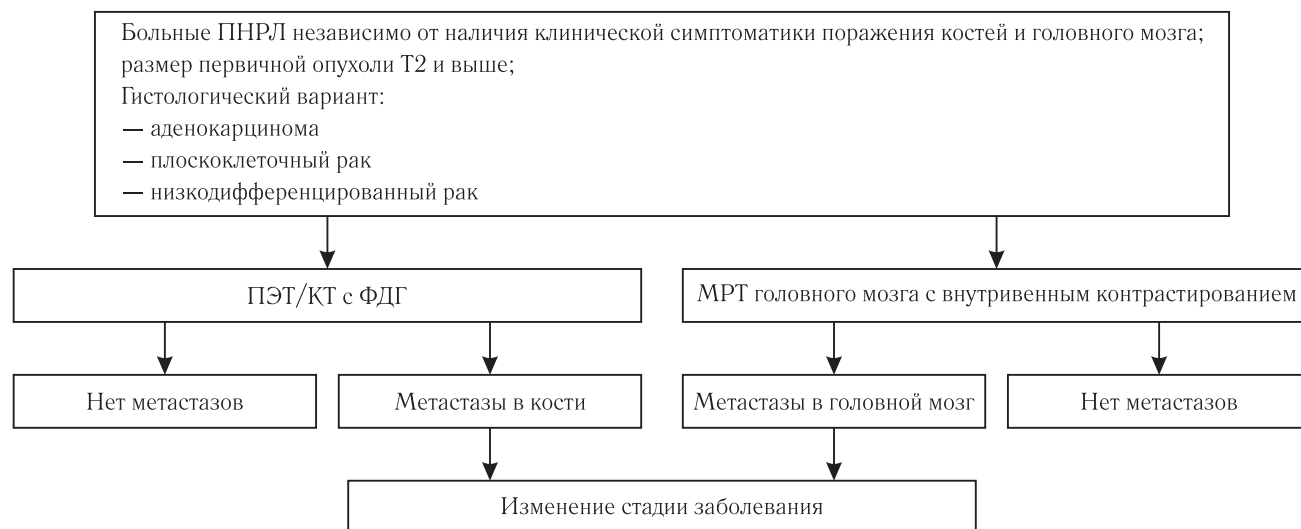 Больные ПНРЛ независимо от наличия клинической симптоматики поражения костей и головного мозга;
размер первичной опухоли Т2 и выше;
Гистологический вариант:
— аденокарцинома
— плоскоклеточный рак
— низкодифференцированный рак
ПЭТ/КТ с ФДГ
МРТ головного мозга с внутривенным контрастированием
Нет метастазов
Метастазы в кости
Метастазы в головной мозг
Нет метастазов
Изменение стадии заболевания